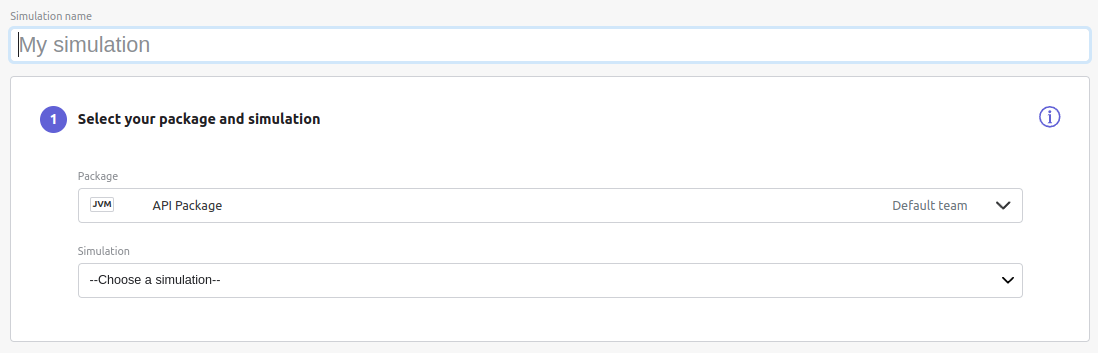 Simulation name
My simulation
1 Select your package and simulation i
Package
JVM API Package Default team
Simulation
--Choose a simulation--